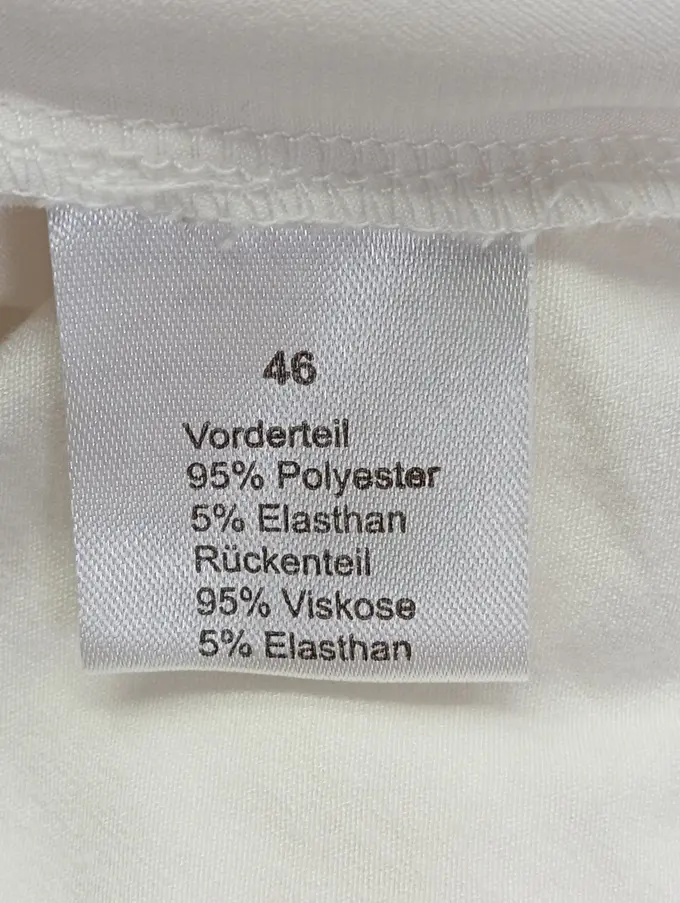 46
Vorderteil
95% Polyester
5% Elasthan
Rückenteil
95% Viskose
5% Elasthan